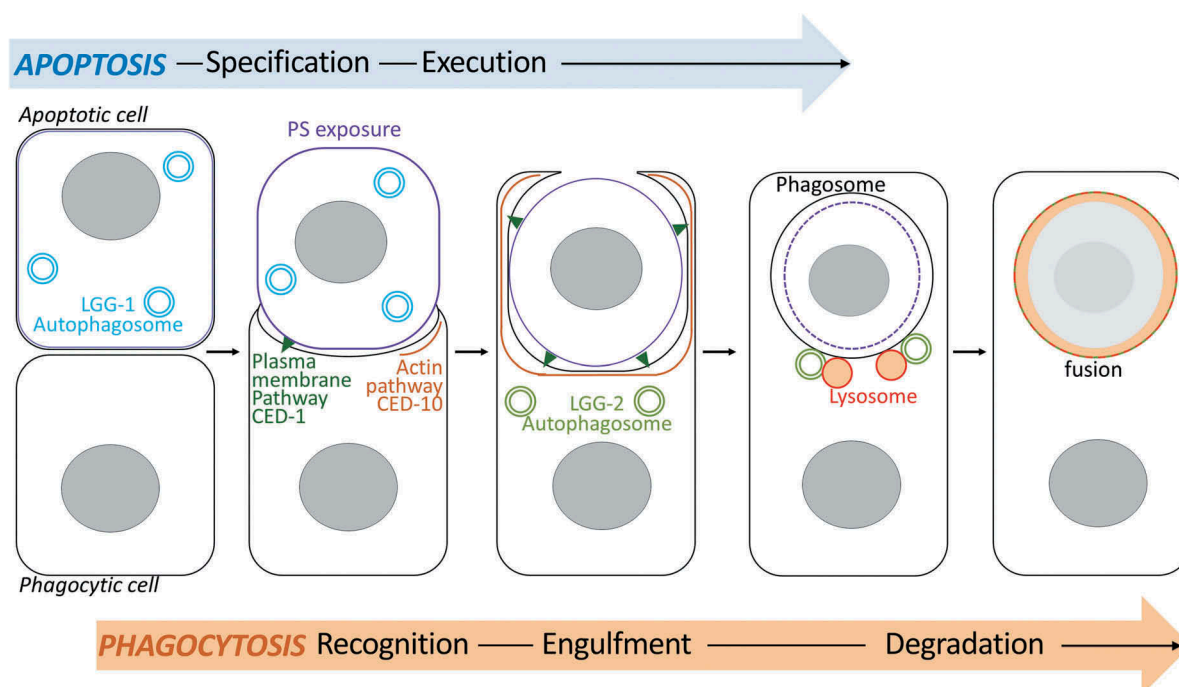 APOPTOSIS — Specification — Execution
Apoptotic cell
PS exposure
LGG-1
Autophagosome
Plasma
membrane
Pathway
CED-1
Actin
pathway
CED-10
LGG-2
Autophagosome
Phagosome
Lysosome
fusion
Phagocytic cell
PHAGOCYTOSIS Recognition — Engulfment — Degradation